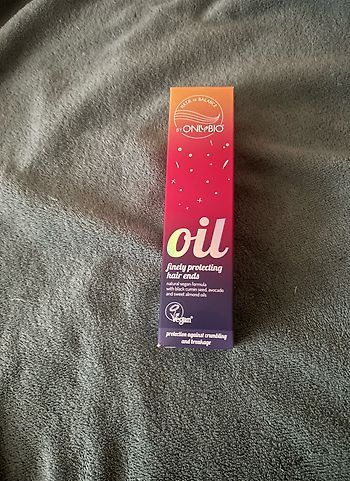 HAIR in BALANCE
BY ONLYBIO
oil
finely protecting
hair ends
natural vegan formula
with black cumin seed, avocado
and sweet almond oils
vegan
protection against crumbling
and breakage